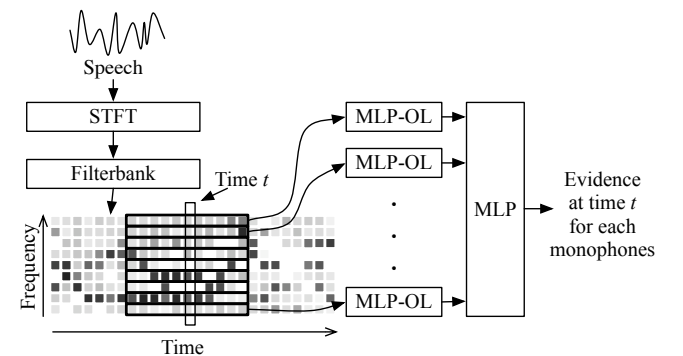 Speech
STFT
Filterbank
Time t
Frequency
Time
MLP-OL
MLP-OL
MLP-OL
MLP
Evidence
at time t
for each
monophones